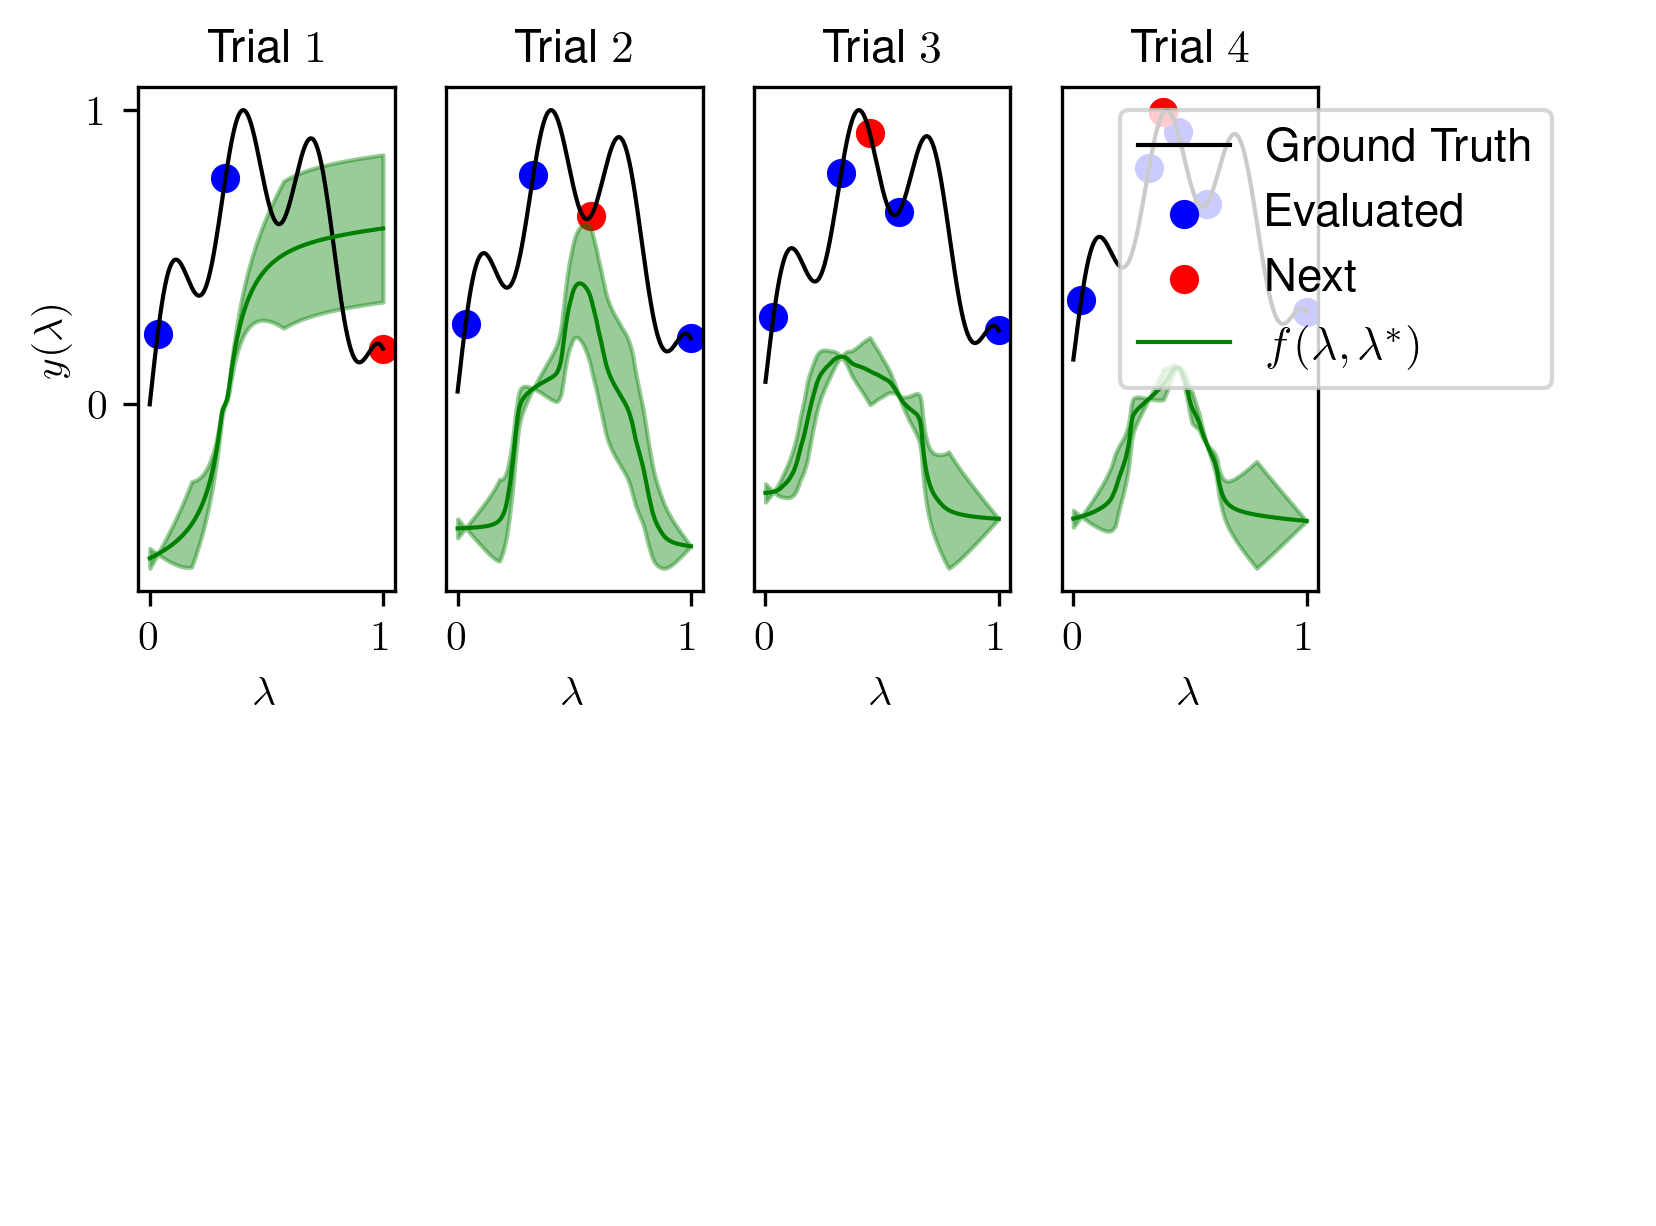 Trial 1
Trial 2
Trial 3
Trial 4
1
0
y(λ)
0 1
0 1
0 1
0 1
λ
λ
λ
λ
Ground Truth
Evaluated
Next
f(λ, λ*)